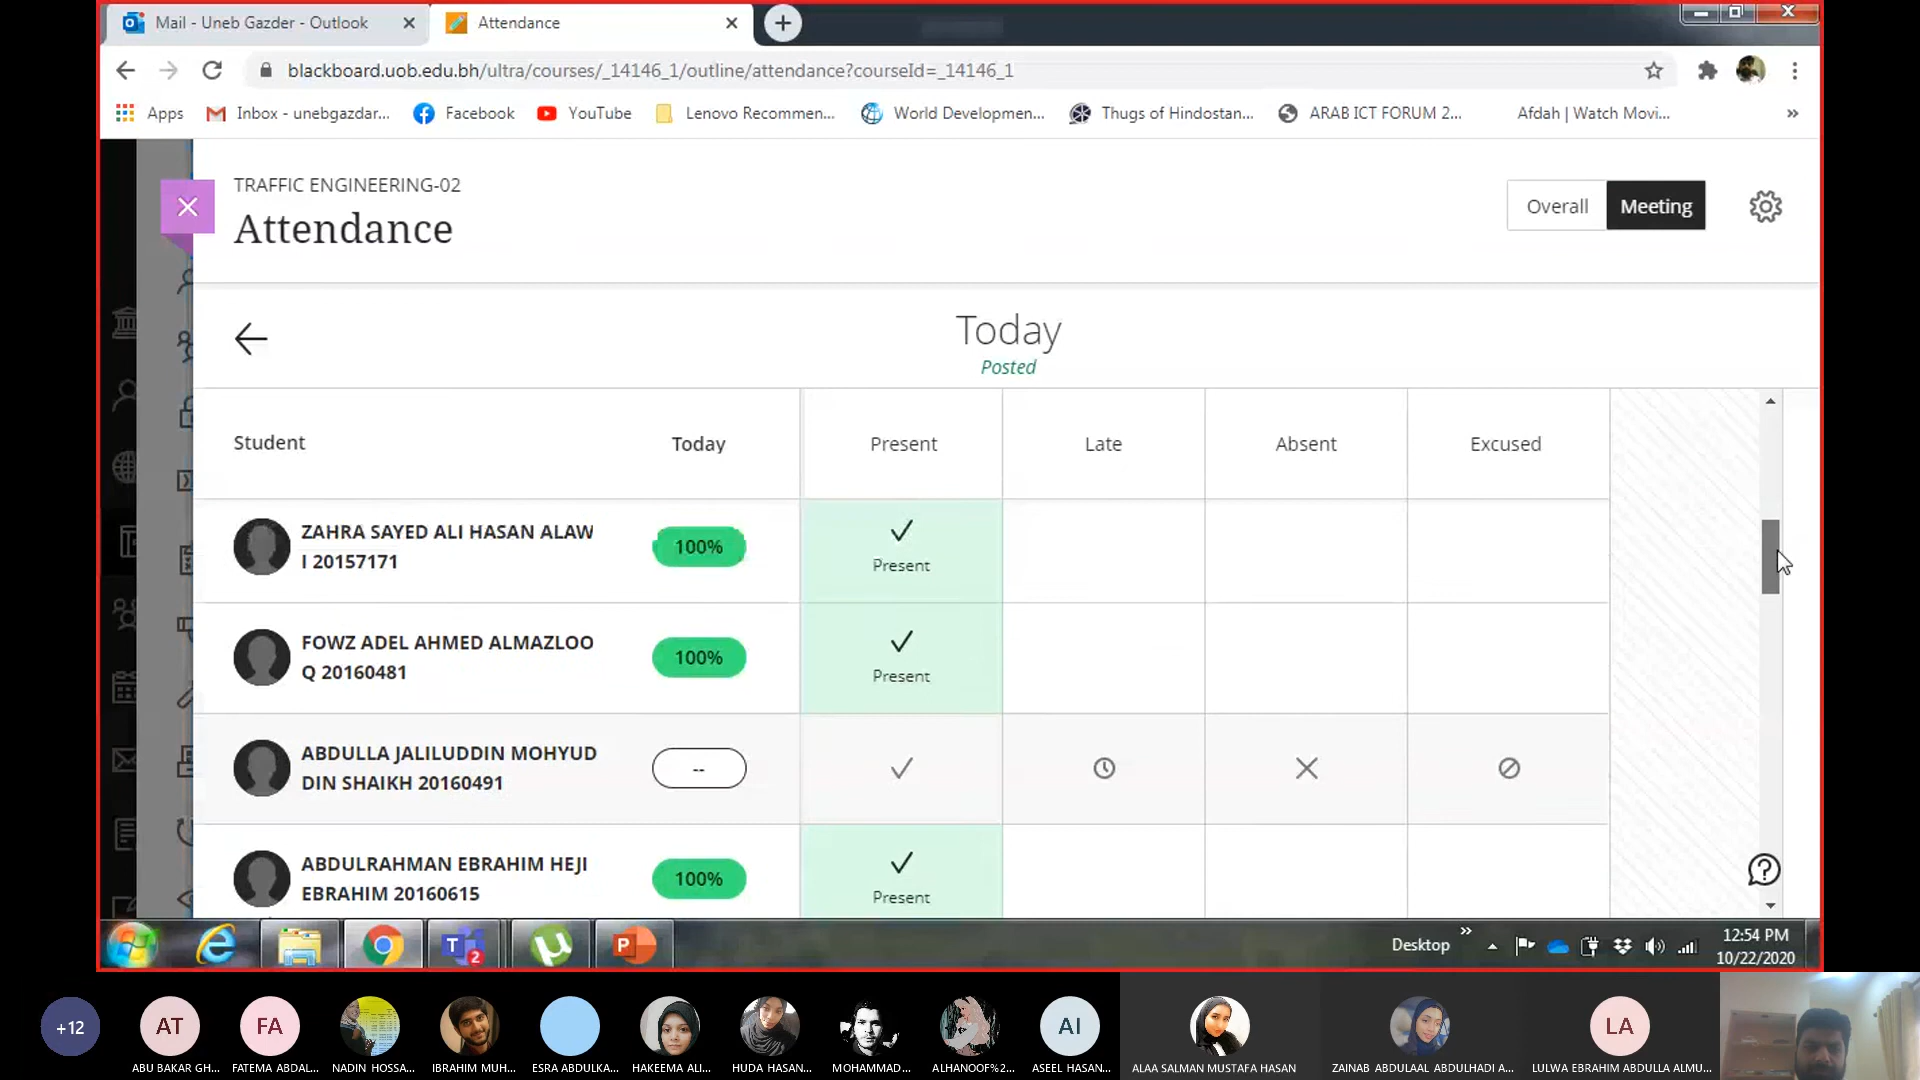 Mail - Uneb Gazder - Outlook
Attendance
blackboard.uob.edu.bh/ultra/courses/_14146_1/outline/attendance?courseId=_14146_1
Apps
Inbox - unebgazdar...
Facebook
YouTube
Lenovo Recommen...
World Developmen...
Thugs of Hindostan...
ARAB ICT FORUM 2...
Afdah | Watch Movi...
»
TRAFFIC ENGINEERING-02
Attendance
Overall
Meeting
Today
Posted
Student
Today
Present
Late
Absent
Excused
ZAHRA SAYED ALI HASAN ALAW
I 20157171
100%
Present
FOWZ ADEL AHMED ALMAZLOO
Q 20160481
100%
Present
ABDULLA JALILUDDIN MOHYUD
DIN SHAIKH 20160491
--
ABDULRAHMAN EBRAHIM HEJI
EBRAHIM 20160615
100%
Present
Desktop
»
12:54 PM
10/22/2020
+12
AT
FA
AI
LA
ABU BAKAR GH...
FATEMA ABDAL...
NADIN HOSSA...
IBRAHIM MUH...
ESRA ABDULKA...
HAKEEMA ALI...
HUDA HASAN...
MOHAMMAD...
ALHANOOF%2...
ASEEL HASAN...
ALAA SALMAN MUSTAFA HASAN
ZAINAB ABDULAAL ABDULHADI A...
LULWA EBRAHIM ABDULLA ALMU...